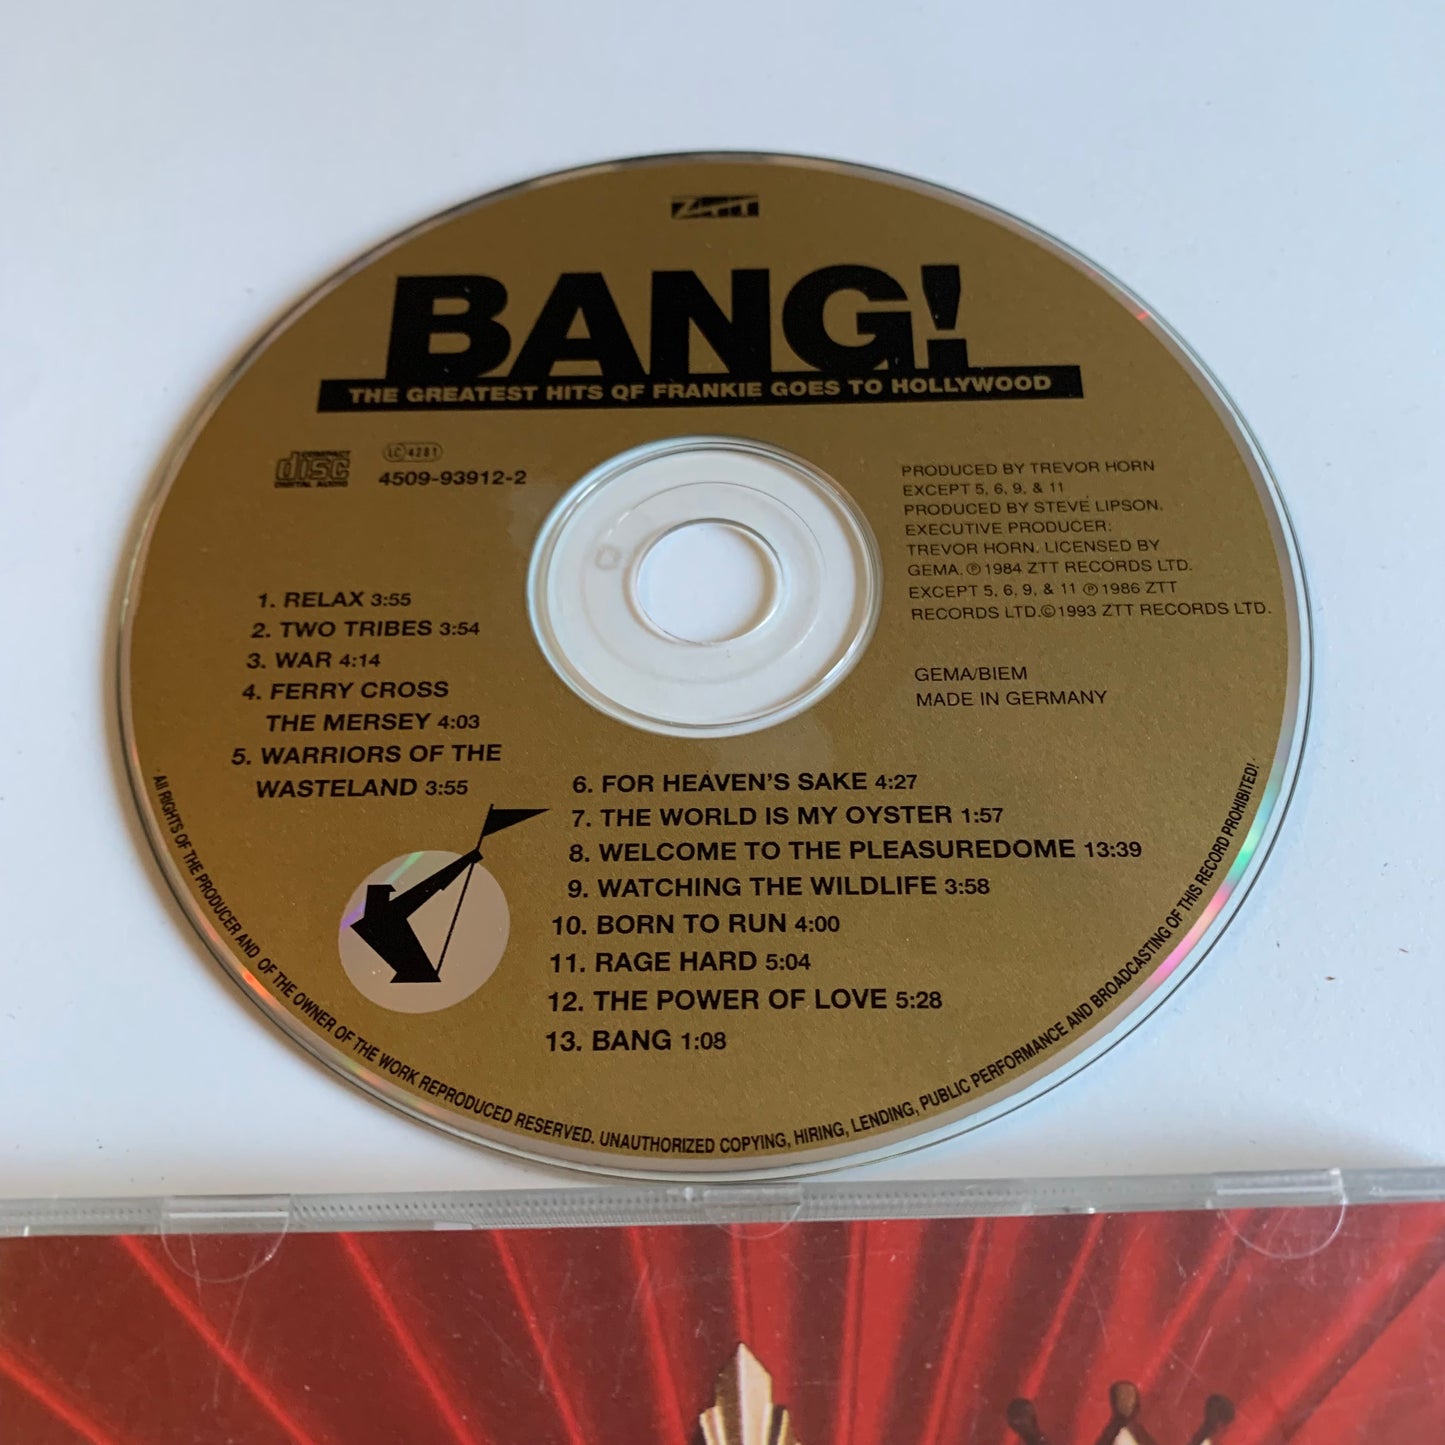 ZTT
BANG!
THE GREATEST HITS OF FRANKIE GOES TO HOLLYWOOD
COMPACT
disc
DIGITAL AUDIO
LC 4281
4509-93912-2
PRODUCED BY TREVOR HORN
EXCEPT 5, 6, 9, & 11
PRODUCED BY STEVE LIPSON.
EXECUTIVE PRODUCER:
TREVOR HORN. LICENSED BY
GEMA. ℗ 1984 ZTT RECORDS LTD.
EXCEPT 5, 6, 9, & 11 ℗ 1986 ZTT
RECORDS LTD.© 1993 ZTT RECORDS LTD.
GEMA/BIEM
MADE IN GERMANY
1. RELAX 3:55
2. TWO TRIBES 3:54
3. WAR 4:14
4. FERRY CROSS
THE MERSEY 4:03
5. WARRIORS OF THE
WASTELAND 3:55
6. FOR HEAVEN'S SAKE 4:27
7. THE WORLD IS MY OYSTER 1:57
8. WELCOME TO THE PLEASUREDOME 13:39
9. WATCHING THE WILDLIFE 3:58
10. BORN TO RUN 4:00
11. RAGE HARD 5:04
12. THE POWER OF LOVE 5:28
13. BANG 1:08
· All RIGHTS OF THE PRODUCER AND OF THE OWNER OF THE WORK REPRODUCED RESERVED. UNAUTHORIZED COPYING, HIRING, LENDING, PUBLIC PERFORMANCE AND BROADCASTING OF THIS RECORD PROHIBITED! ·